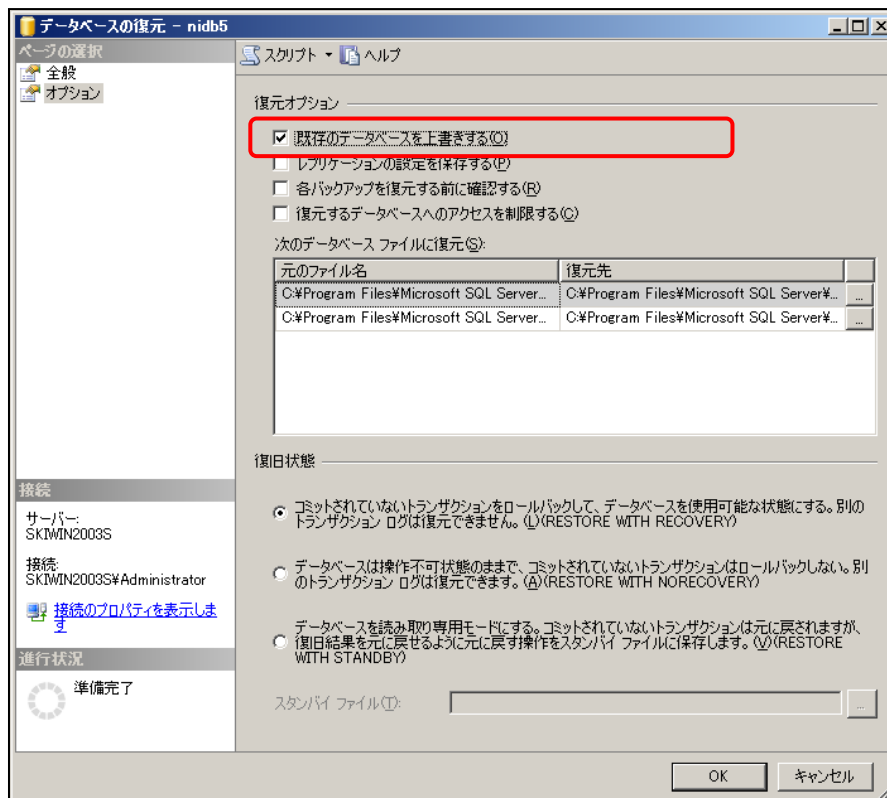 データベースの復元 - nidb5
ページの選択
全般
オプション
スクリプト
ヘルプ
復元オプション
既存のデータベースを上書きする(O)
レプリケーションの設定を保存する(P)
各バックアップを復元する前に確認する(R)
復元するデータベースへのアクセスを制限する(C)
次のデータベース ファイルに復元(S):
元のファイル名 復元先
C:¥Program Files¥Microsoft SQL Server... C:¥Program Files¥Microsoft SQL Server¥... ...
C:¥Program Files¥Microsoft SQL Server... C:¥Program Files¥Microsoft SQL Server¥... ...
復旧状態
コミットされていないトランザクションをロールバックして、データベースを使用可能な状態にする。別の
トランザクション ログは復元できません。(L)(RESTORE WITH RECOVERY)
データベースは操作不可状態のままで、コミットされていないトランザクションはロールバックしない。別
のトランザクション ログは復元できます。(A)(RESTORE WITH NORECOVERY)
データベースを読み取り専用モードにする。コミットされていないトランザクションは元に戻されますが、
復旧結果を元に戻せるように元に戻す操作をスタンバイ ファイルに保存します。(V)(RESTORE
WITH STANDBY)
スタンバイ ファイル(T): ...
接続
サーバー:
SKIWIN2003S
接続:
SKIWIN2003S¥Administrator
接続のプロパティを表示しま
す
進行状況
準備完了
OK キャンセル